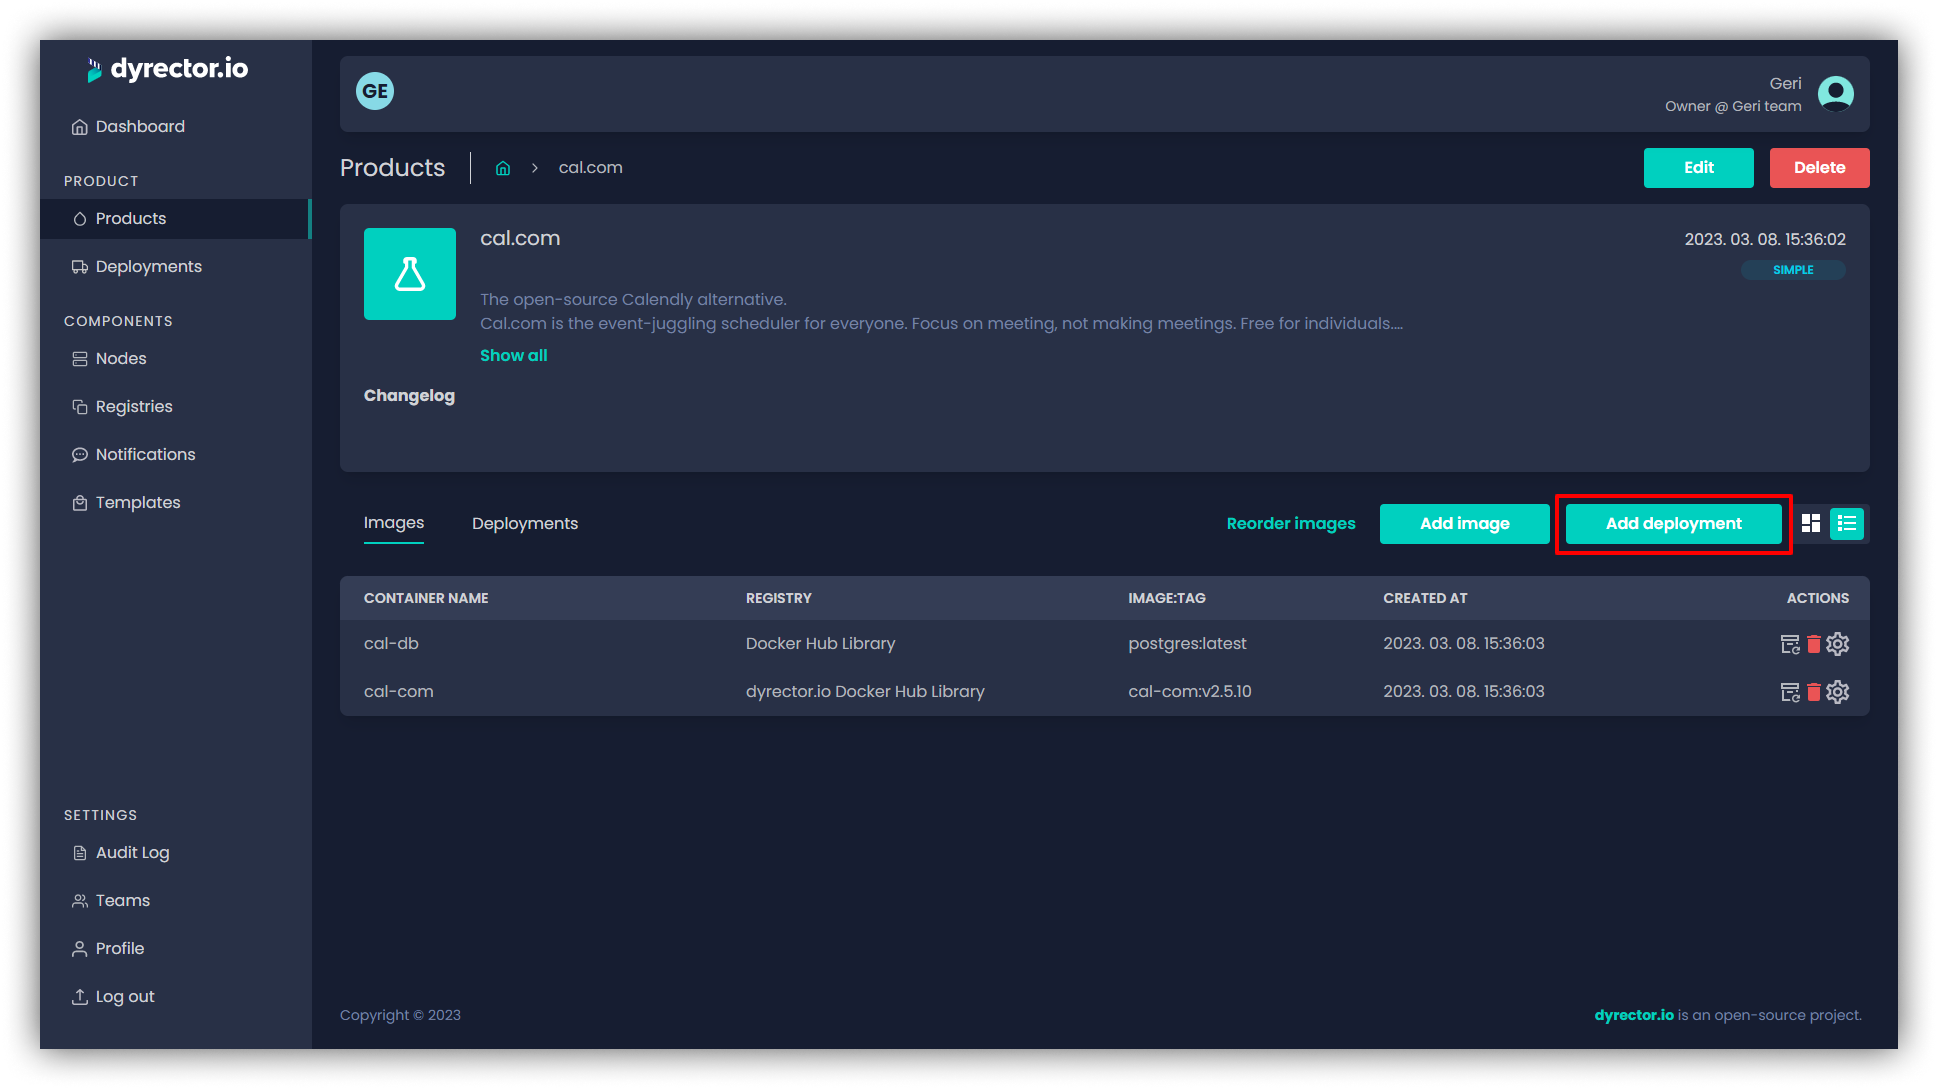 dyrector.io
Dashboard
PRODUCT
Products
Deployments
COMPONENTS
Nodes
Registries
Notifications
Templates
SETTINGS
Audit Log
Teams
Profile
Log out
GE
Geri
Owner @ Geri team
Products
cal.com
Edit
Delete
cal.com
2023. 03. 08. 15:36:02
SIMPLE
The open-source Calendly alternative.
Cal.com is the event-juggling scheduler for everyone. Focus on meeting, not making meetings. Free for individuals....
Show all
Changelog
Images
Deployments
Reorder images
Add image
Add deployment
CONTAINER NAME REGISTRY IMAGE:TAG CREATED AT ACTIONS
cal-db Docker Hub Library postgres:latest 2023. 03. 08. 15:36:03
cal-com dyrector.io Docker Hub Library cal-com:v2.5.10 2023. 03. 08. 15:36:03
Copyright © 2023
dyrector.io is an open-source project.